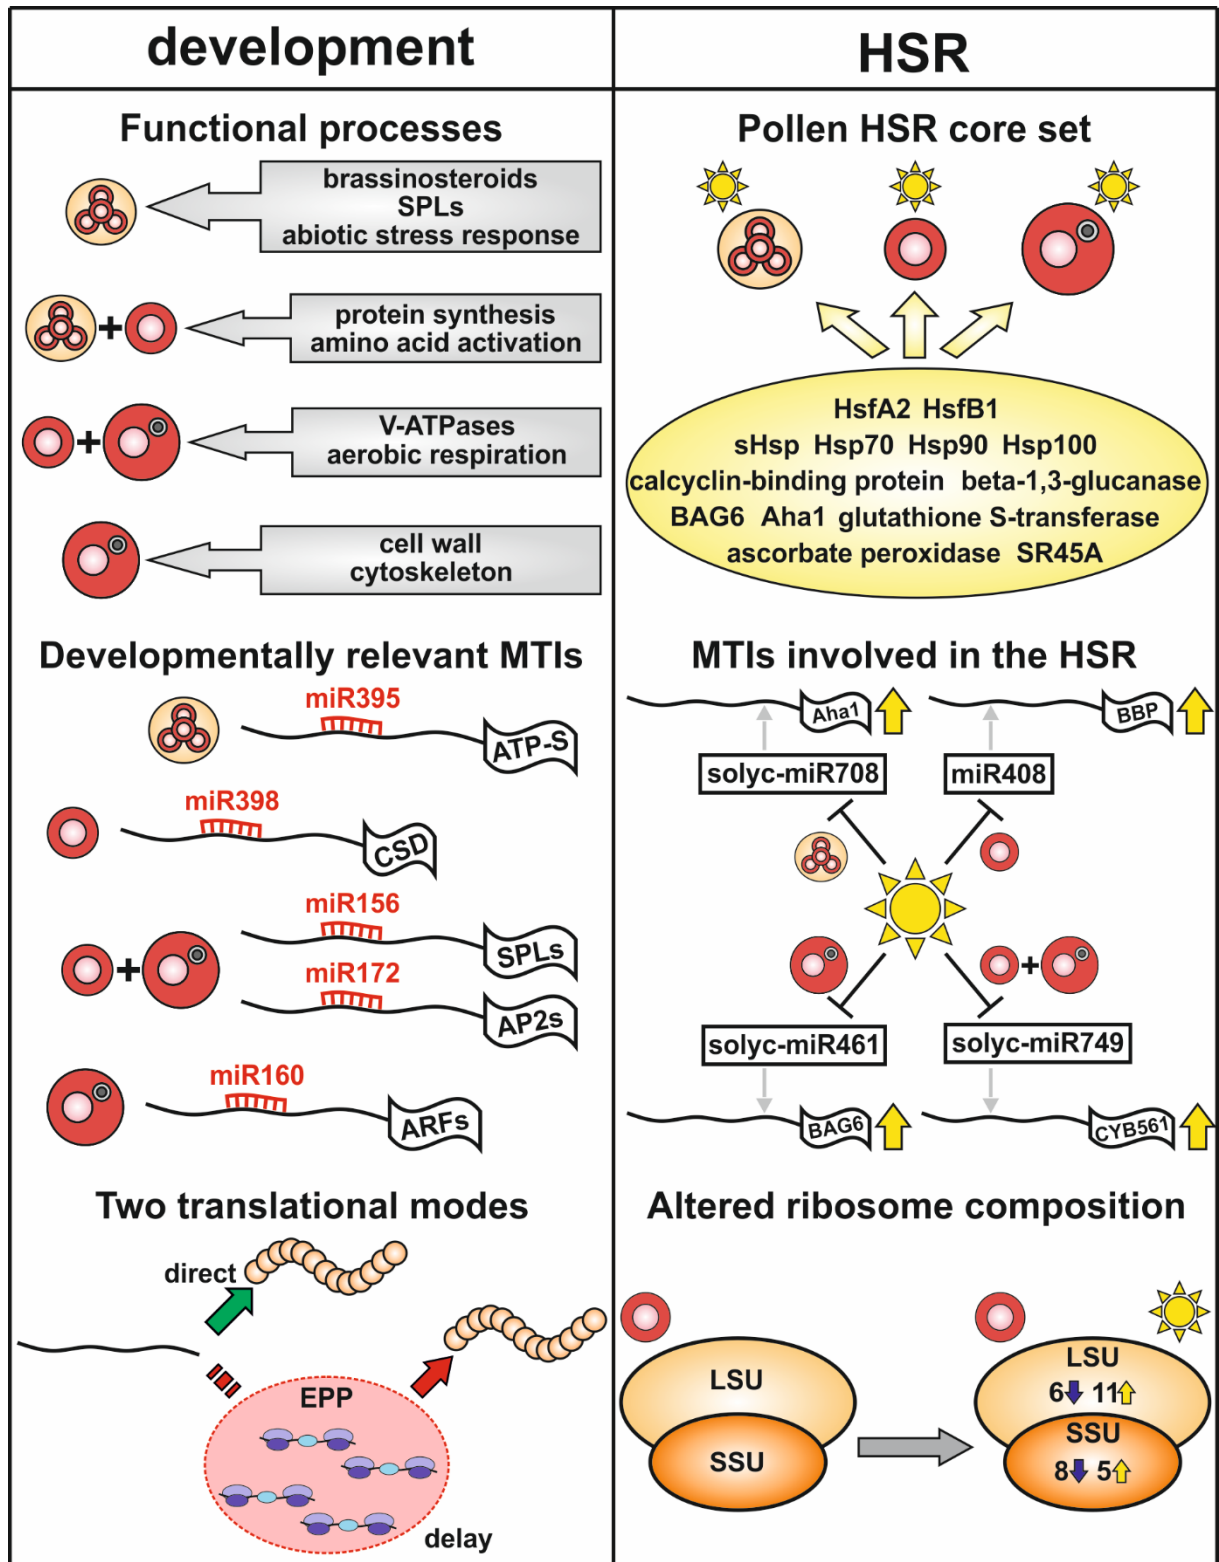 development
Functional processes
brassinosteroids
SPLs
abiotic stress response
+
protein synthesis
amino acid activation
+
V-ATPases
aerobic respiration
cell wall
cytoskeleton
Developmentally relevant MTIs
miR395
ATP-S
miR398
CSD
miR156
SPLs
+
miR172
AP2s
miR160
ARFs
Two translational modes
direct
EPP
delay
HSR
Pollen HSR core set
HsfA2 HsfB1
sHsp Hsp70 Hsp90 Hsp100
calcyclin-binding protein beta-1,3-glucanase
BAG6 Aha1 glutathione S-transferase
ascorbate peroxidase SR45A
MTIs involved in the HSR
Aha1
BBP
solyc-miR708
miR408
+
solyc-miR461
solyc-miR749
BAG6
CYB561
Altered ribosome composition
LSU
SSU
LSU
6 11
SSU
8 5